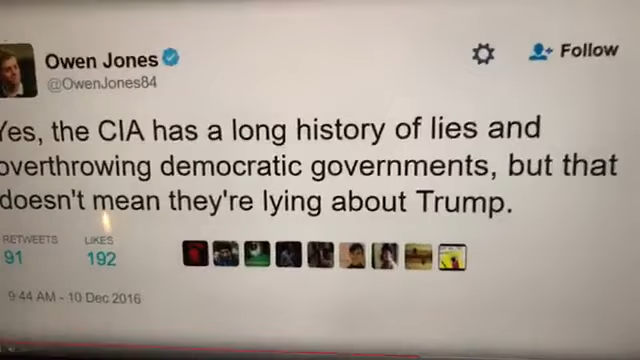 Owen Jones
Follow
@OwenJones84
Yes, the CIA has a long history of lies and
overthrowing democratic governments, but that
doesn't mean they're lying about Trump.
RETWEETS LIKES
91 192
9:44 AM - 10 Dec 2016